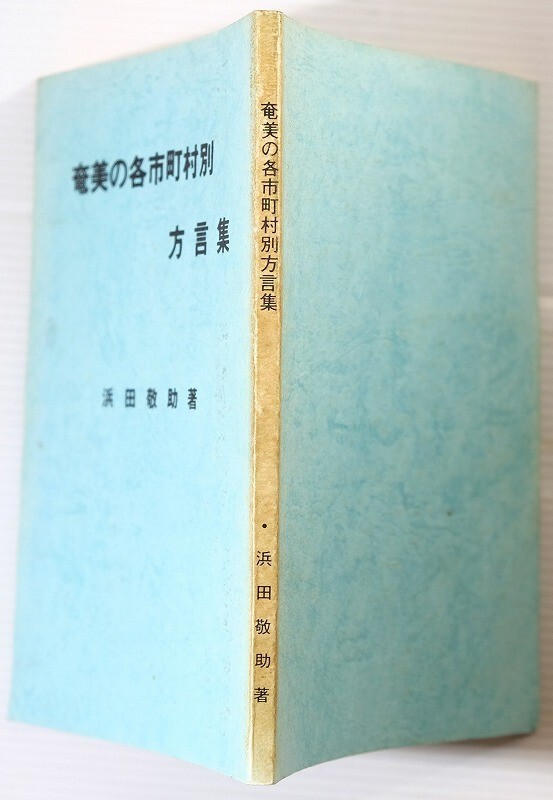 奄美の各市町村別
方言集
浜田敬助著
奄美の各市町村別方言集
・浜田敬助著